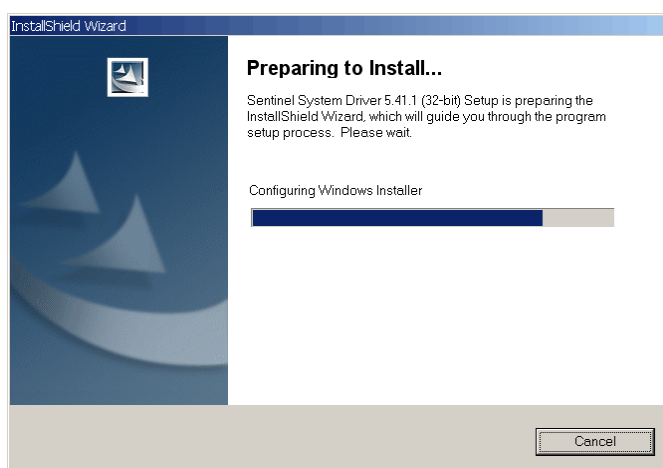 InstallShield Wizard
Preparing to Install...
Sentinel System Driver 5.41.1 (32-bit) Setup is preparing the
InstallShield Wizard, which will guide you through the program
setup process. Please wait.
Configuring Windows Installer
Cancel